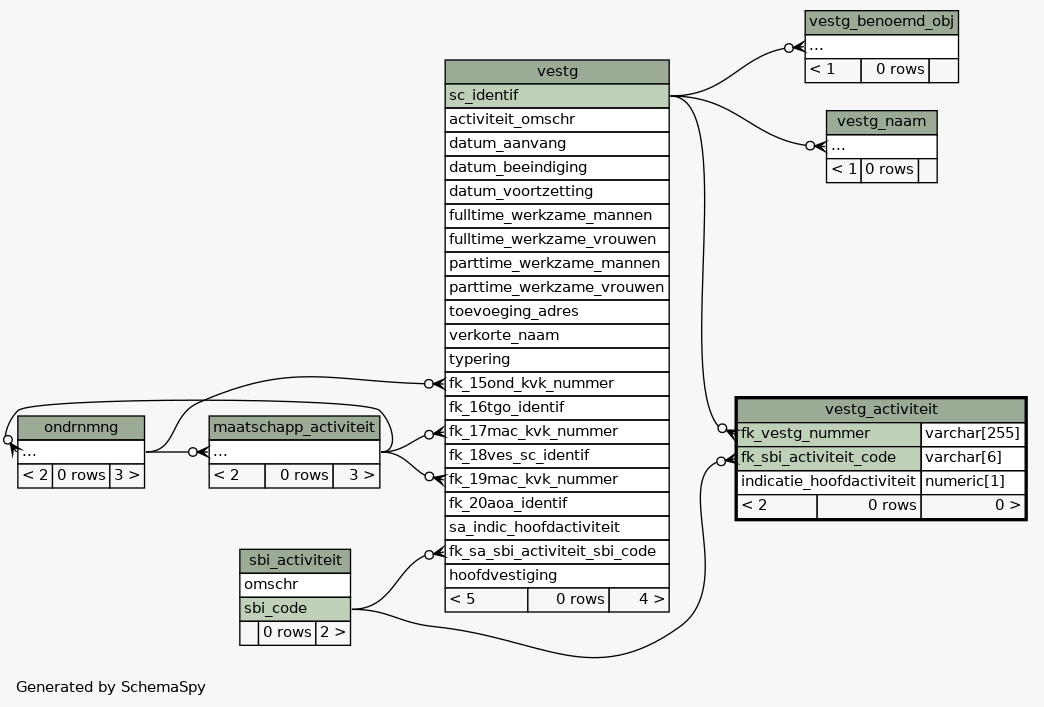 vestg_benoemd_obj
...
< 1 0 rows
vestg_naam
...
< 1 0 rows
vestg
sc_identif
activiteit_omschr
datum_aanvang
datum_beeindiging
datum_voortzetting
fulltime_werkzame_mannen
fulltime_werkzame_vrouwen
parttime_werkzame_mannen
parttime_werkzame_vrouwen
toevoeging_adres
verkorte_naam
typering
fk_15ond_kvk_nummer
fk_16tgo_identif
fk_17mac_kvk_nummer
fk_18ves_sc_identif
fk_19mac_kvk_nummer
fk_20aoa_identif
sa_indic_hoofdactiviteit
fk_sa_sbi_activiteit_sbi_code
hoofdvestiging
< 5 0 rows 4 >
vestg_activiteit
fk_vestg_nummer varchar[255]
fk_sbi_activiteit_code varchar[6]
indicatie_hoofdactiviteit numeric[1]
< 2 0 rows 0 >
ondrnmng
...
< 2 0 rows 3 >
maatschapp_activiteit
...
< 2 0 rows 3 >
sbi_activiteit
omschr
sbi_code
0 rows 2 >
Generated by SchemaSpy